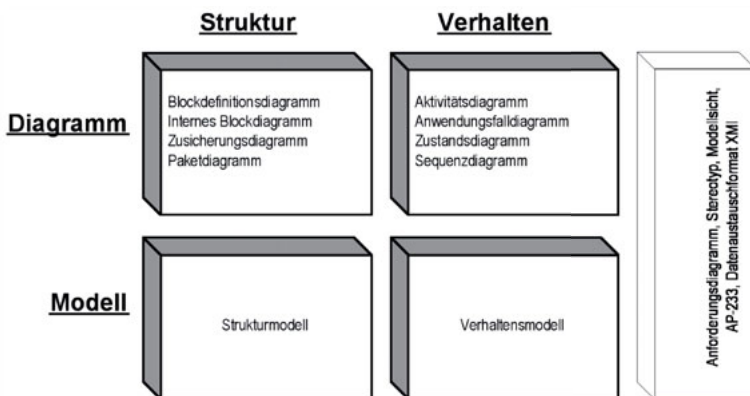 Struktur
Verhalten
Diagramm
Blockdefinitionsdiagramm
Internes Blockdiagramm
Zusicherungsdiagramm
Paketdiagramm
Aktivitätsdiagramm
Anwendungsfalldiagramm
Zustandsdiagramm
Sequenzdiagramm
Modell
Strukturmodell
Verhaltensmodell
Anforderungsdiagramm, Stereotyp, Modellsicht,
AP-233, Datenaustauschformat XMI